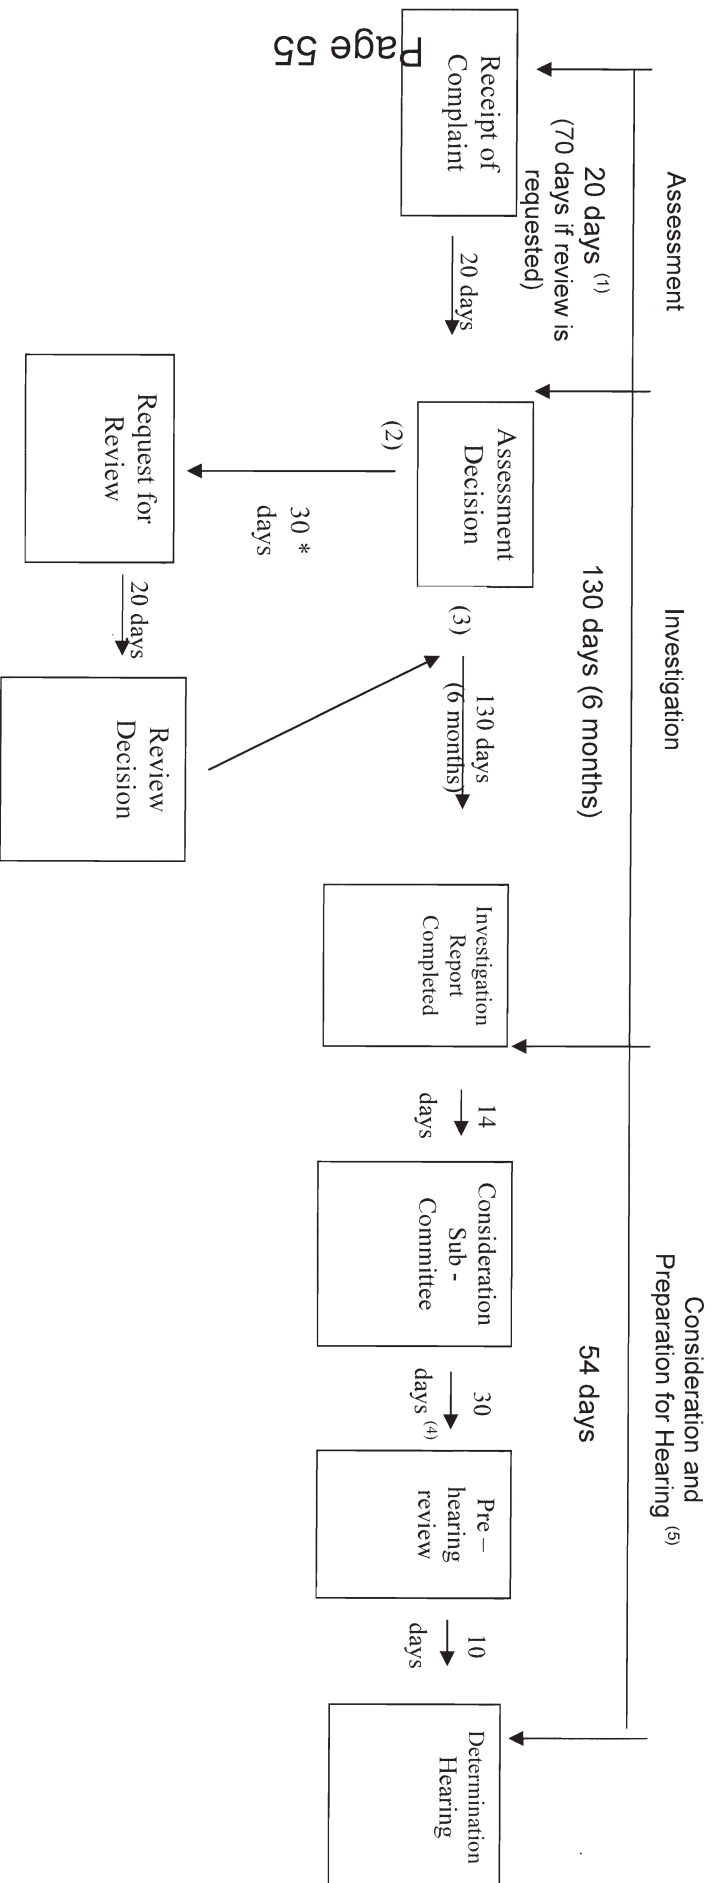 Page 55
Assessment
Investigation
Consideration and
Preparation for Hearing (5)
20 days (1)
(70 days if review is
requested)
130 days (6 months)
54 days
Receipt of
Complaint
20 days
Assessment
Decision
(2)
30 *
days
Request for
Review
20 days
Review
Decision
(3)
130 days
(6 months)
Investigation
Report
Completed
14
days
Consideration
Sub -
Committee
30
days (4)
Pre –
hearing
review
10
days
Determination
Hearing